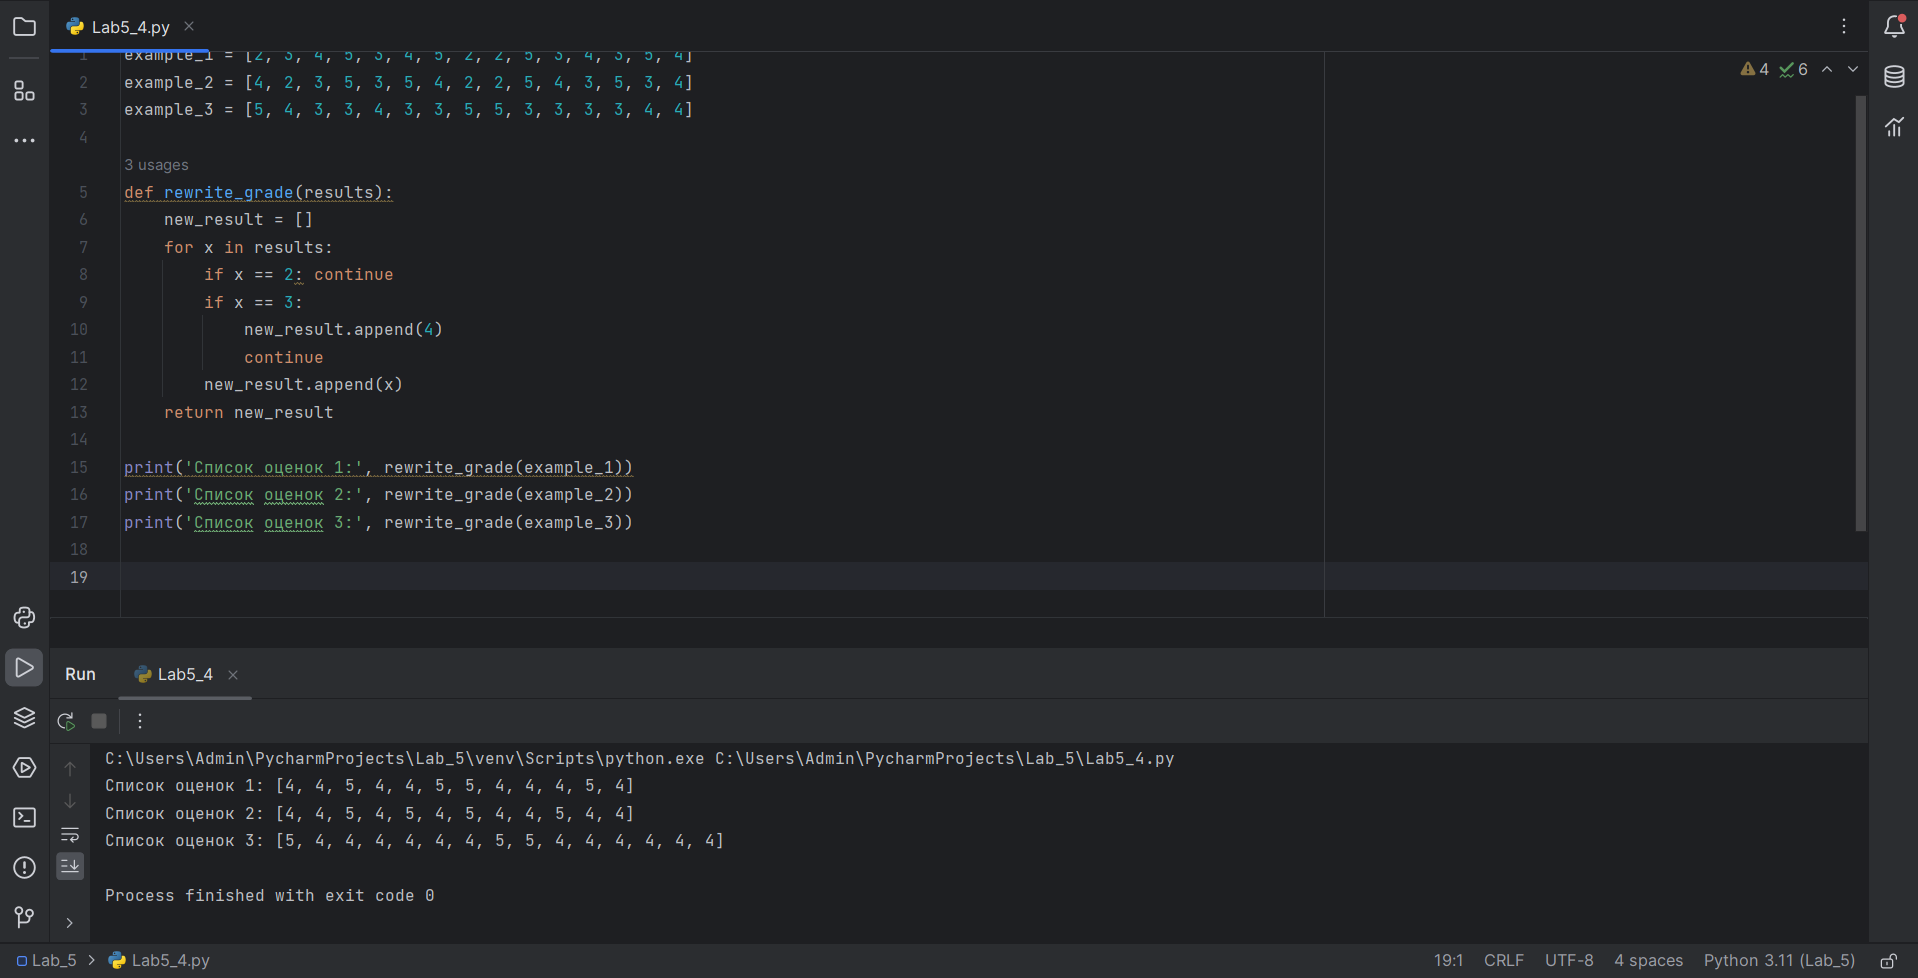 Lab5_4.py
1 example_1 = [2, 3, 4, 5, 3, 4, 5, 2, 2, 5, 3, 4, 3, 5, 4]
4 6
2 example_2 = [4, 2, 3, 5, 3, 5, 4, 2, 2, 5, 4, 3, 5, 3, 4]
3 example_3 = [5, 4, 3, 3, 4, 3, 3, 5, 5, 3, 3, 3, 3, 4, 4]
4
3 usages
5 def rewrite_grade(results):
6     new_result = []
7     for x in results:
8         if x == 2: continue
9         if x == 3:
10             new_result.append(4)
11             continue
12         new_result.append(x)
13     return new_result
14
15 print('Список оценок 1:', rewrite_grade(example_1))
16 print('Список оценок 2:', rewrite_grade(example_2))
17 print('Список оценок 3:', rewrite_grade(example_3))
18
19
Run Lab5_4
C:\Users\Admin\PycharmProjects\Lab_5\venv\Scripts\python.exe C:\Users\Admin\PycharmProjects\Lab_5\Lab5_4.py
Список оценок 1: [4, 4, 5, 4, 4, 5, 5, 4, 4, 4, 5, 4]
Список оценок 2: [4, 4, 5, 4, 5, 4, 5, 4, 4, 5, 4, 4]
Список оценок 3: [5, 4, 4, 4, 4, 4, 4, 5, 5, 4, 4, 4, 4, 4, 4]
Process finished with exit code 0
Lab_5 > Lab5_4.py 19:1 CRLF UTF-8 4 spaces Python 3.11 (Lab_5)